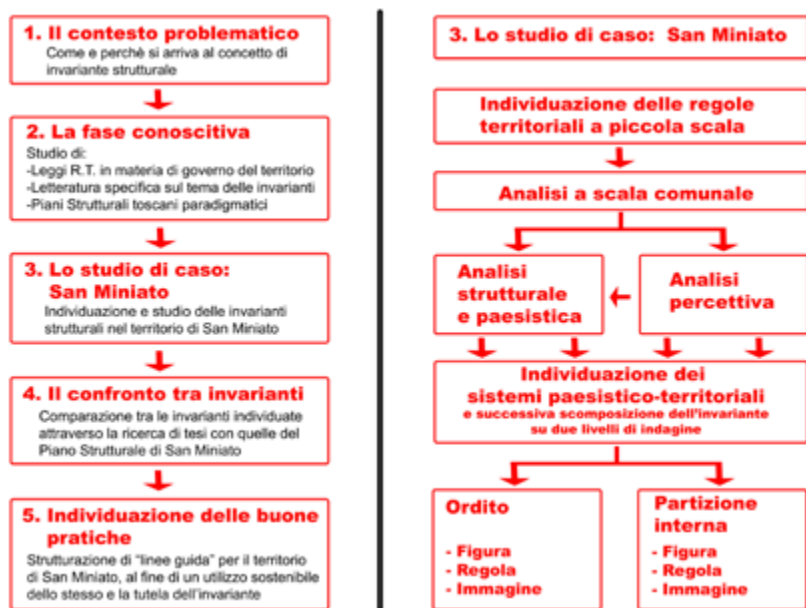 1. Il contesto problematico
Come e perchè si arriva al concetto di
invariante strutturale
2. La fase conoscitiva
Studio di:
-Leggi R.T. in materia di governo del territorio
-Letteratura specifica sul tema delle invarianti
-Piani Strutturali toscani paradigmatici
3. Lo studio di caso:
San Miniato
Individuazione e studio delle invarianti
strutturali nel territorio di San Miniato
4. Il confronto tra invarianti
Comparazione tra le invarianti individuate
attraverso la ricerca di tesi con quelle del
Piano Strutturale di San Miniato
5. Individuazione delle buone
pratiche
Strutturazione di "linee guida" per il territorio
di San Miniato, al fine di un utilizzo sostenibile
dello stesso e la tutela dell'invariante
3. Lo studio di caso: San Miniato
Individuazione delle regole
territoriali a piccola scala
Analisi a scala comunale
Analisi
strutturale
e paesistica
Analisi
percettiva
Individuazione dei
sistemi paesistico-territoriali
e successiva scomposizione dell'invariante
su due livelli di indagine
Ordito
- Figura
- Regola
- Immagine
Partizione
interna
- Figura
- Regola
- Immagine